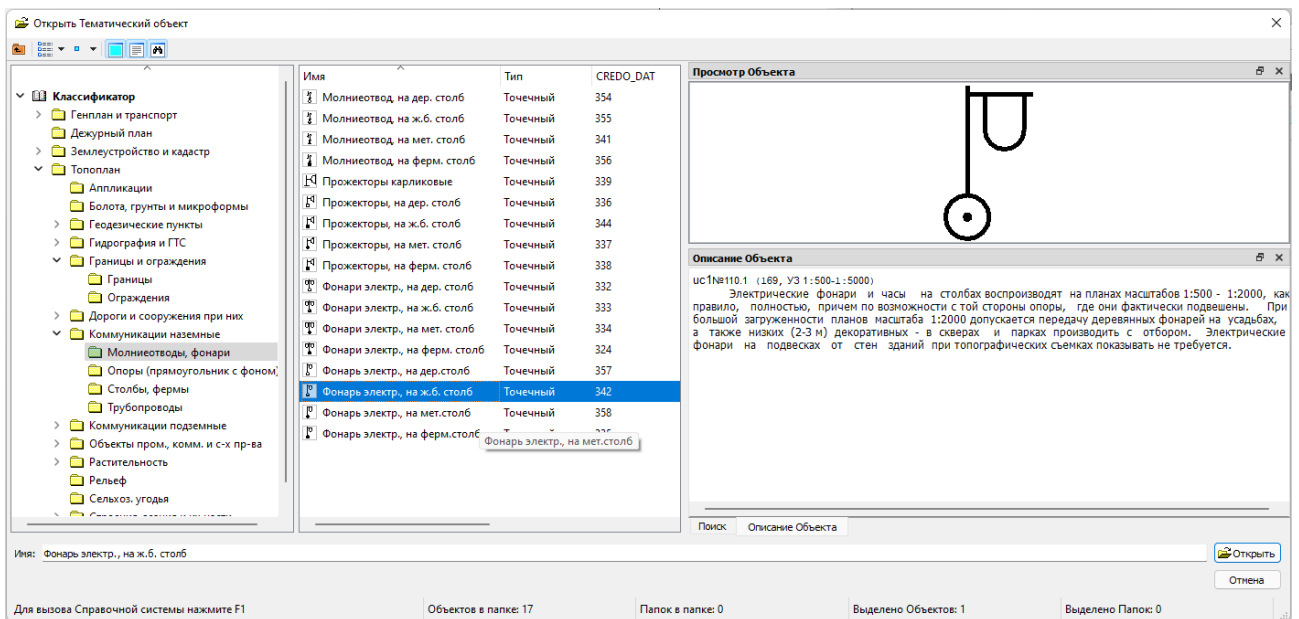 Открыть Тематический объект
Классификатор
Генплан и транспорт
Дежурный план
Землеустройство и кадастр
Топоплан
Аппликации
Болота, грунты и микроформы
Геодезические пункты
Гидрография и ГТС
Границы и ограждения
Границы
Ограждения
Дороги и сооружения при них
Коммуникации наземные
Молниеотводы, фонари
Опоры (прямоугольник с фоном)
Столбы, фермы
Трубопроводы
Коммуникации подземные
Объекты пром., комм. и с-х пр-ва
Растительность
Рельеф
Сельхоз. угодья
Имя Тип CREDO_DAT
Молниеотвод, на дер. столб Точечный 354
Молниеотвод, на ж.б. столб Точечный 355
Молниеотвод, на мет. столб Точечный 341
Молниеотвод, на ферм. столб Точечный 356
Прожекторы карликовые Точечный 339
Прожекторы, на дер. столб Точечный 336
Прожекторы, на ж.б. столб Точечный 344
Прожекторы, на мет. столб Точечный 337
Прожекторы, на ферм. столб Точечный 338
Фонари электр., на дер. столб Точечный 332
Фонари электр., на ж.б. столб Точечный 333
Фонари электр., на мет. столб Точечный 334
Фонари электр., на ферм. столб Точечный 324
Фонарь электр., на дер.столб Точечный 357
Фонарь электр., на ж.б. столб Точечный 342
Фонарь электр., на мет.столб Точечный 358
Фонарь электр., на ферм.столб
Фонарь электр., на мет.столб
Просмотр Объекта
Описание Объекта
uc1№110.1 (169, УЗ 1:500-1:5000)
Электрические фонари и часы на столбах воспроизводят на планах масштабов 1:500 - 1:2000, как
правило, полностью, причем по возможности с той стороны опоры, где они фактически подвешены. При
большой загруженности планов масштаба 1:2000 допускается передачу деревянных фонарей на усадьбах,
а также низких (2-3 м) декоративных - в скверах и парках производить с отбором. Электрические
фонари на подвесках от стен зданий при топографических съемках показывать не требуется.
Поиск Описание Объекта
Имя: Фонарь электр., на ж.б. столб
Открыть
Отмена
Для вызова Справочной системы нажмите F1 Объектов в папке: 17 Папок в папке: 0 Выделено Объектов: 1 Выделено Папок: 0